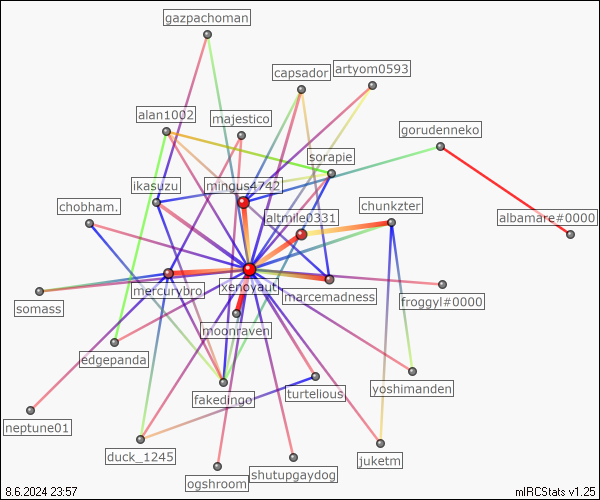 gazpachoman
artyom0593
capsador
alan1002
majestico
gorudenneko
sorapie
ikasuzu
mingus4742
chobham.
altmile0331
chunkzter
albamare#0000
mercurybro
xenoyaut
marcemadness
froggyl#0000
somass
moonraven
edgepanda
yoshimanden
fakedingo
turtelious
neptune01
duck_1245
juketm
shutupgaydog
ogshroom
8.6.2024 23:57
mIRCStats v1.25